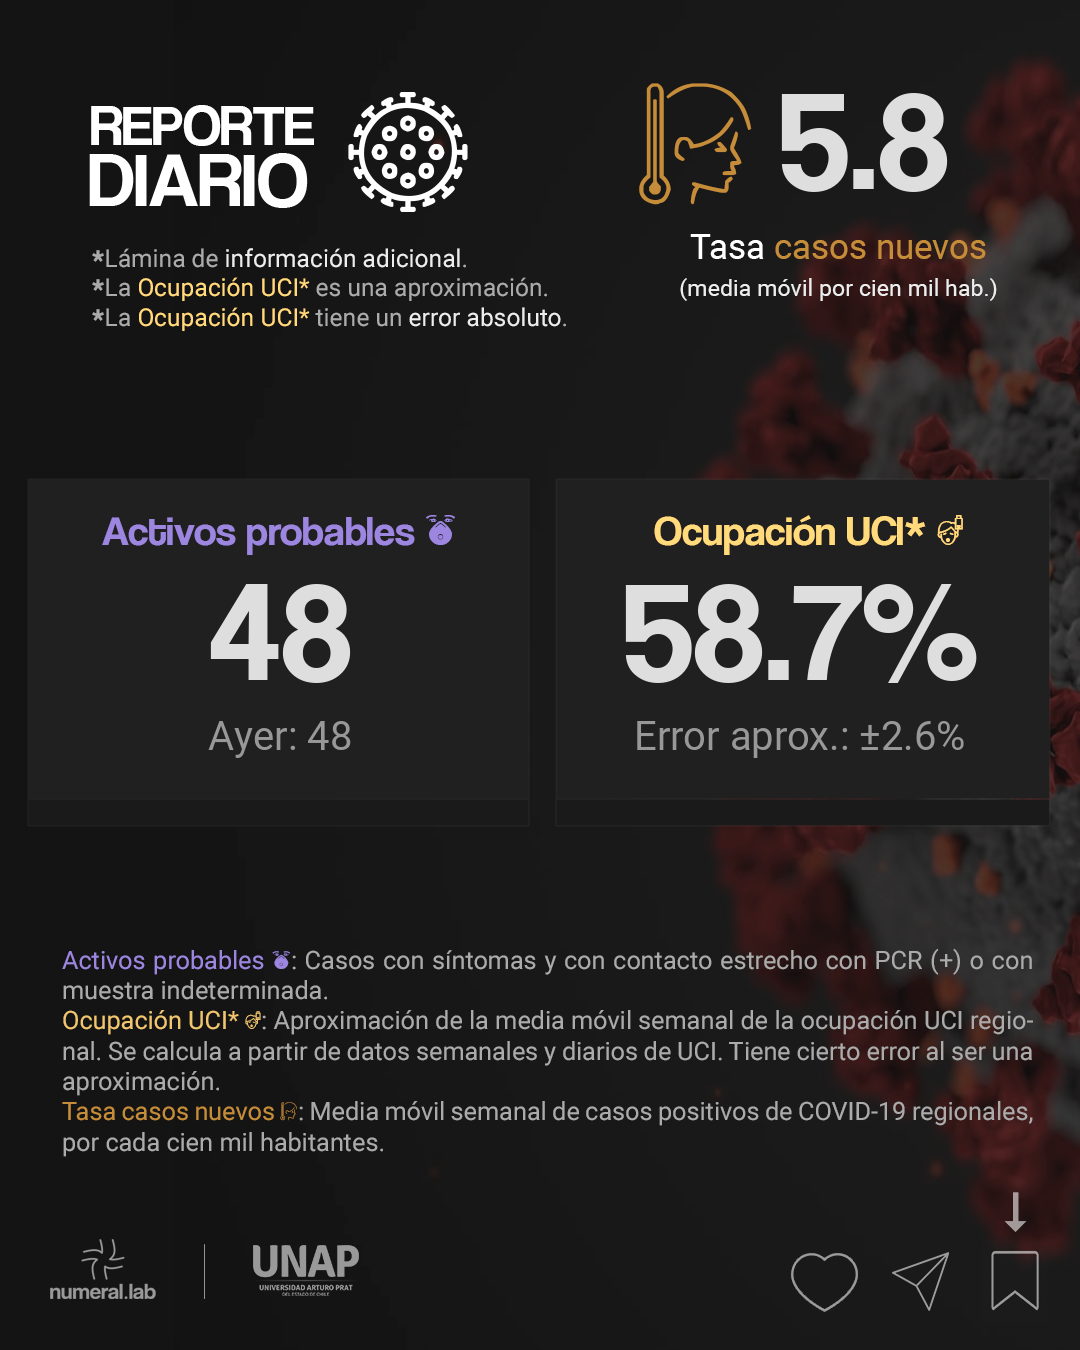 REPORTE
DIARIO
*Lámina de información adicional.
*La Ocupación UCI* es una aproximación.
*La Ocupación UCI* tiene un error absoluto.
5.8
Tasa casos nuevos
(media móvil por cien mil hab.)
Activos probables
48
Ayer: 48
Ocupación UCI*
58.7%
Error aprox.: ±2.6%
Activos probables : Casos con síntomas y con contacto estrecho con PCR (+) o con
muestra indeterminada.
Ocupación UCI* : Aproximación de la media móvil semanal de la ocupación UCI regio-
nal. Se calcula a partir de datos semanales y diarios de UCI. Tiene cierto error al ser una
aproximación.
Tasa casos nuevos : Media móvil semanal de casos positivos de COVID-19 regionales,
por cada cien mil habitantes.
numeral.lab
UNAP
UNIVERSIDAD ARTURO PRAT
DEL ESTADO DE CHILE